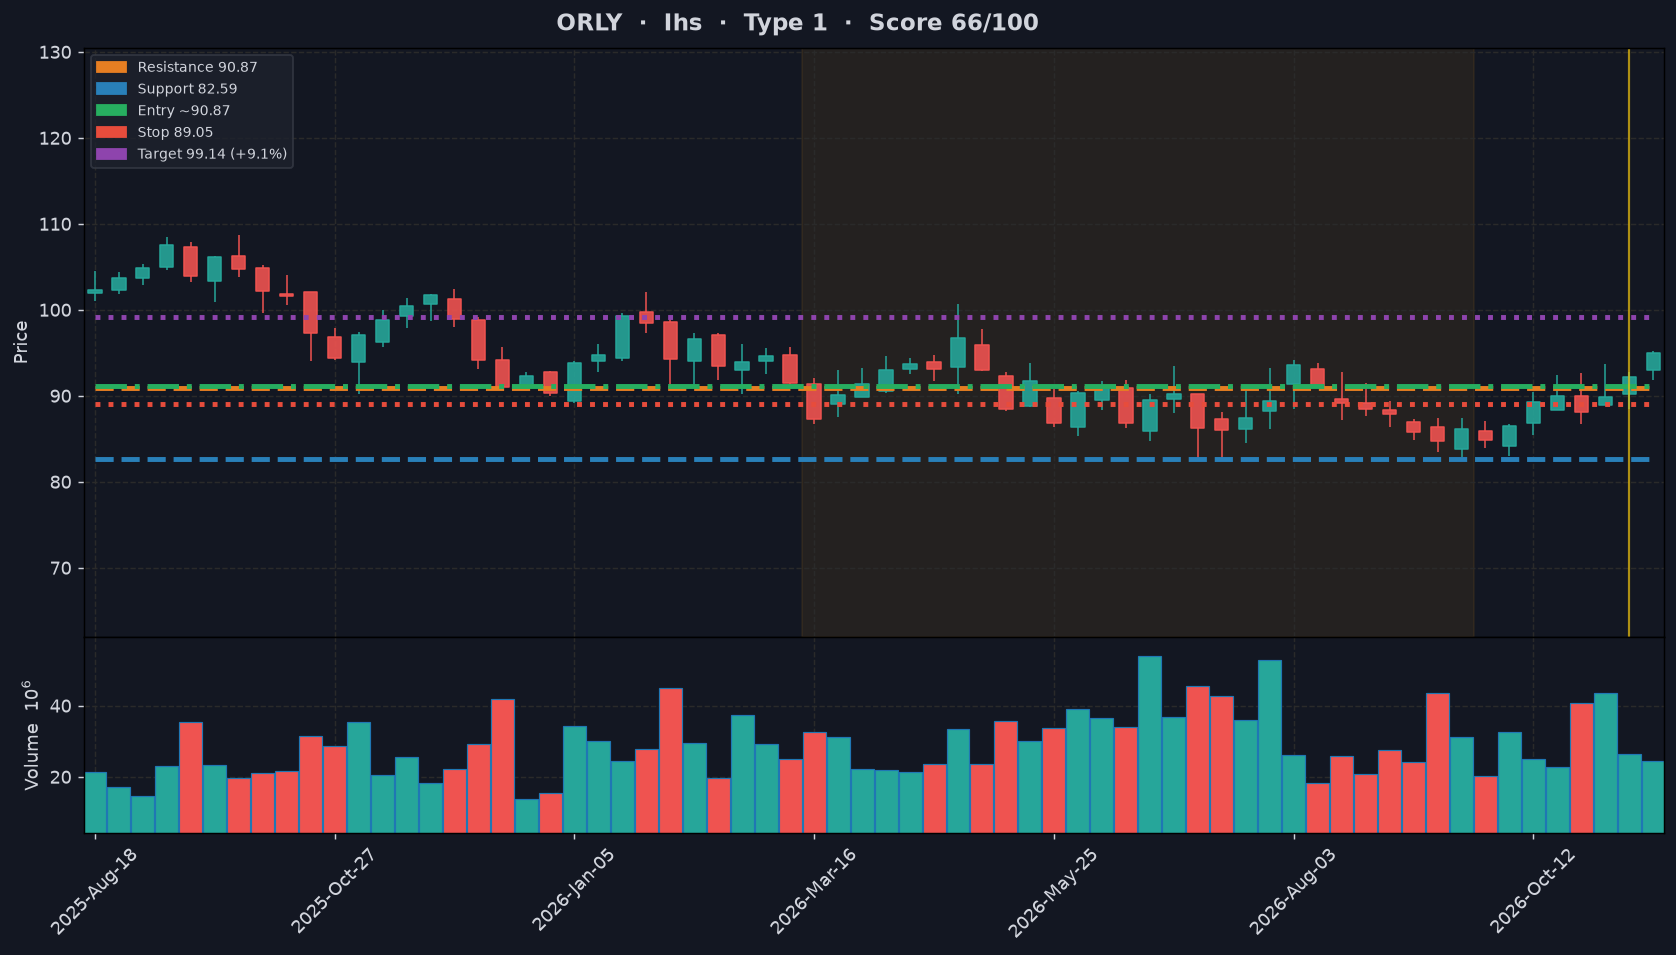 ORLY · Ihs · Type 1 · Score 66/100
Resistance 90.87
Support 82.59
Entry ~90.87
Stop 89.05
Target 99.14 (+9.1%)
Price
130
120
110
100
90
80
70
Volume 10⁶
40
20
2025-Aug-18
2025-Oct-27
2026-Jan-05
2026-Mar-16
2026-May-25
2026-Aug-03
2026-Oct-12